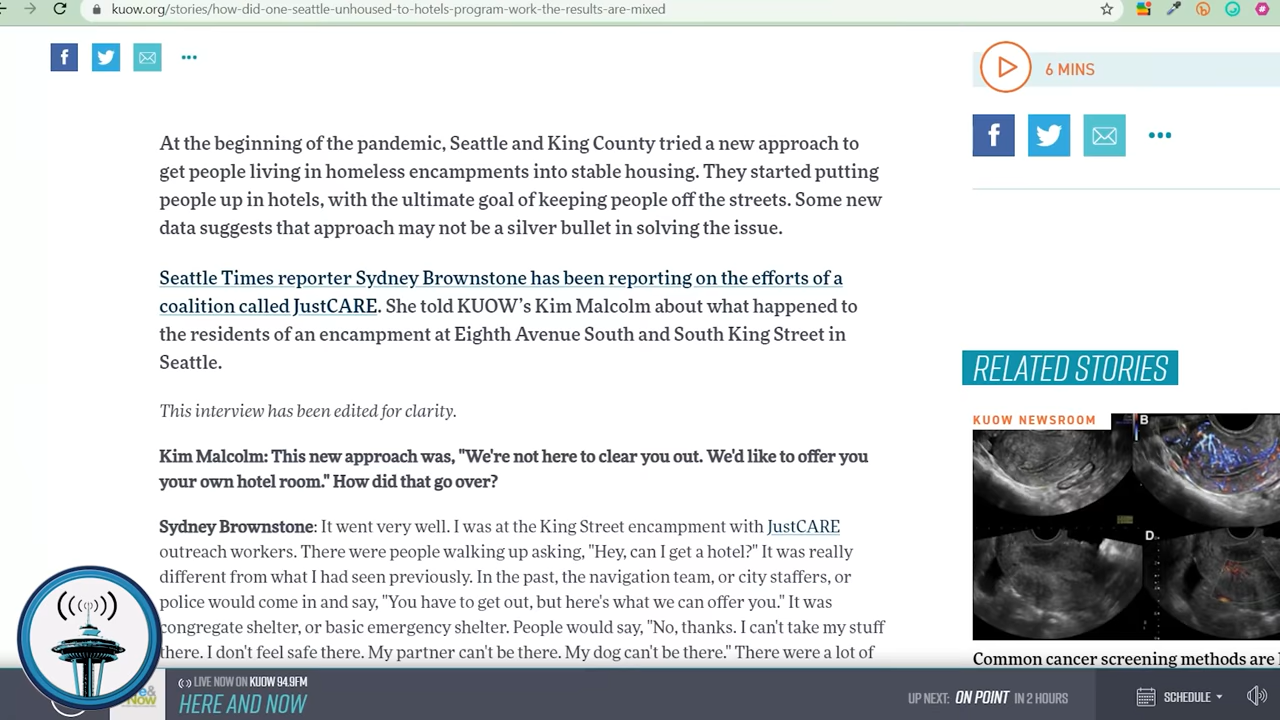 kuow.org/stories/how-did-one-seattle-unhoused-to-hotels-program-work-the-results-are-mixed
6 MINS
At the beginning of the pandemic, Seattle and King County tried a new approach to
get people living in homeless encampments into stable housing. They started putting
people up in hotels, with the ultimate goal of keeping people off the streets. Some new
data suggests that approach may not be a silver bullet in solving the issue.
Seattle Times reporter Sydney Brownstone has been reporting on the efforts of a
coalition called JustCARE. She told KUOW's Kim Malcolm about what happened to
the residents of an encampment at Eighth Avenue South and South King Street in
Seattle.
This interview has been edited for clarity.
Kim Malcolm: This new approach was, "We're not here to clear you out. We'd like to offer you
your own hotel room." How did that go over?
Sydney Brownstone: It went very well. I was at the King Street encampment with JustCARE
outreach workers. There were people walking up asking, "Hey, can I get a hotel?" It was really
different from what I had seen previously. In the past, the navigation team, or city staffers, or
police would come in and say, "You have to get out, but here's what we can offer you." It was
congregate shelter, or basic emergency shelter. People would say, "No, thanks. I can't take my stuff
there. I don't feel safe there. My partner can't be there. My dog can't be there." There were a lot of
RELATED STORIES
KUOW NEWSROOM
B
D
Common cancer screening methods are
LIVE NOW ON KUOW 94.9FM
HERE AND NOW
UP NEXT: ON POINT IN 2 HOURS
SCHEDULE